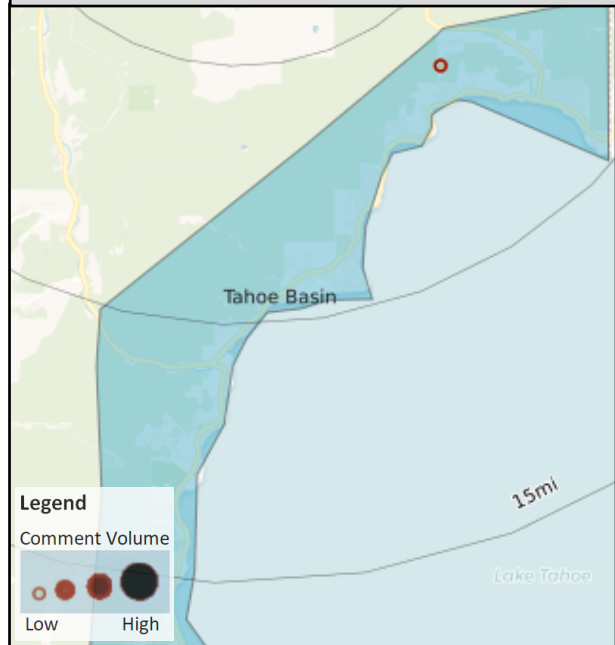 Tahoe Basin
15mi
Lake Tahoe
Legend
Comment Volume
Low High